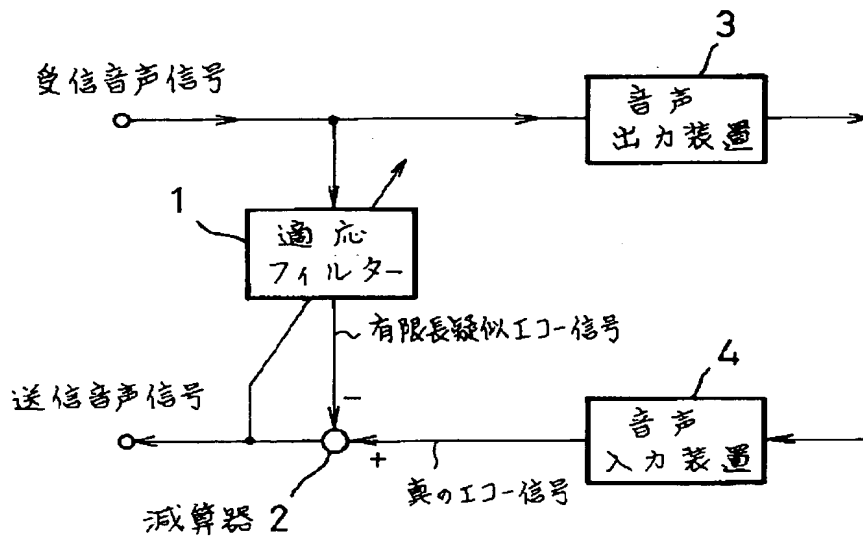 3
受信音声信号
音声
出力装置
1
適応
フィルター
有限長疑似エコー信号
4
送信音声信号
−
音声
入力装置
+
真のエコー信号
減算器 2